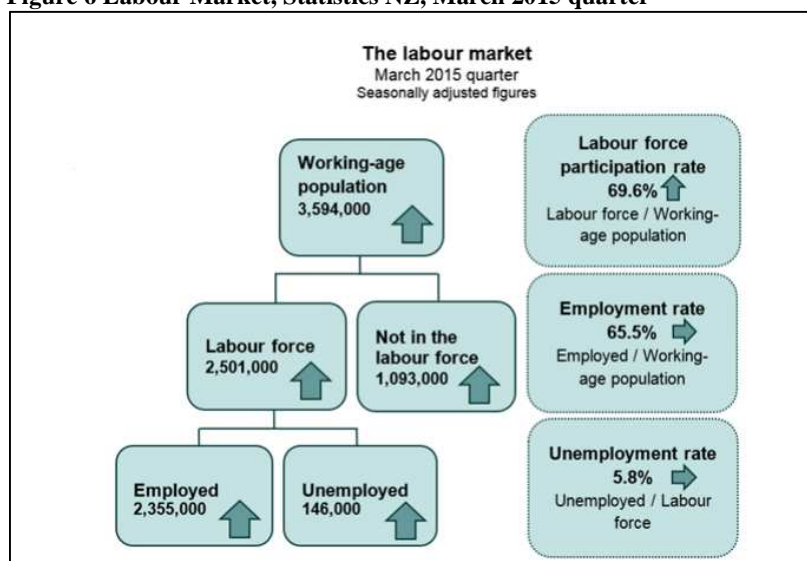 Figure 6 Labour Market, Statistics NZ, March 2015 quarter
The labour market
March 2015 quarter
Seasonally adjusted figures
Working-age
population
3,594,000
Labour force
2,501,000
Not in the
labour force
1,093,000
Employed
2,355,000
Unemployed
146,000
Labour force
participation rate
69.6%
Labour force / Working-
age population
Employment rate
65.5%
Employed / Working-
age population
Unemployment rate
5.8%
Unemployed / Labour
force